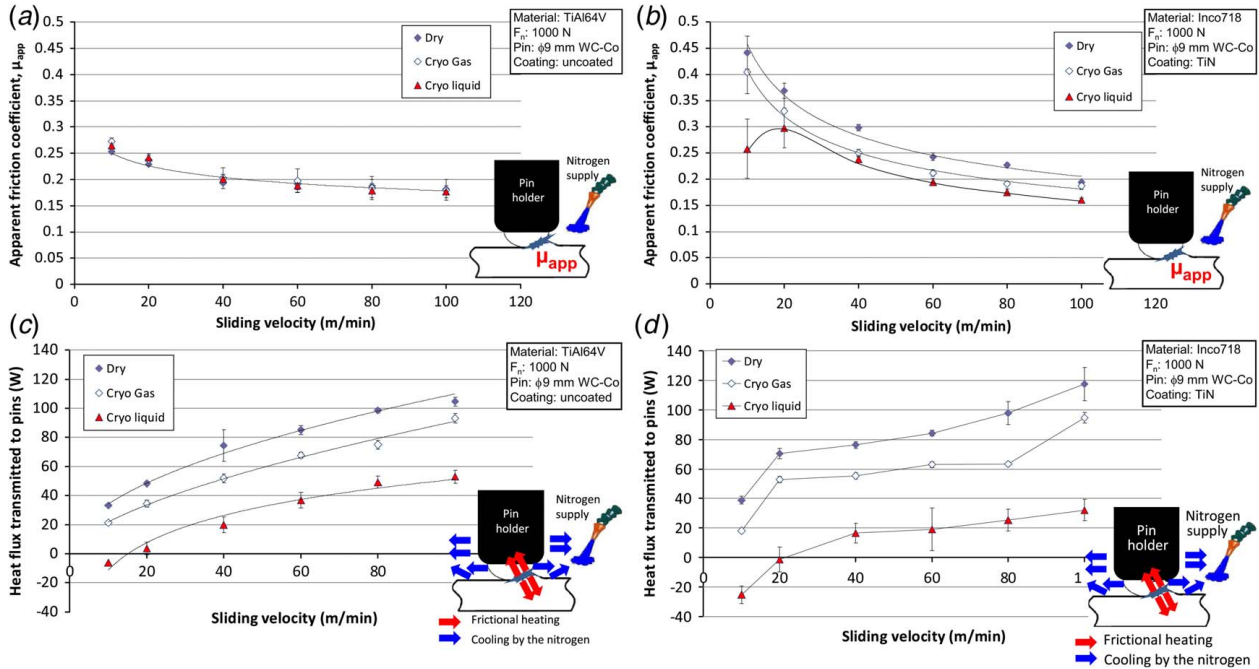 (a)
Material: TiAl64V
Fn: 1000 N
Pin: ϕ9 mm WC-Co
Coating: uncoated
Dry
Cryo Gas
Cryo liquid
Apparent friction coefficient, μapp
0.5
0.45
0.4
0.35
0.3
0.25
0.2
0.15
0.1
0.05
0
0
20
40
60
80
100
120
Sliding velocity (m/min)
Pin
holder
Nitrogen
supply
μapp
(b)
Material: Inco718
Fn: 1000 N
Pin: ϕ9 mm WC-Co
Coating: TiN
Dry
Cryo Gas
Cryo liquid
Apparent friction coefficient, μapp
0.5
0.45
0.4
0.35
0.3
0.25
0.2
0.15
0.1
0.05
0
0
20
40
60
80
100
120
Sliding velocity (m/min)
Pin
holder
Nitrogen
supply
μapp
(c)
Material: TiAl64V
Fn: 1000 N
Pin: ϕ9 mm WC-Co
Coating: uncoated
Dry
Cryo Gas
Cryo liquid
Heat flux transmitted to pins (W)
140
120
100
80
60
40
20
0
-20
-40
0
20
40
60
80
Sliding velocity (m/min)
Pin
holder
Nitrogen
supply
Frictional heating
Cooling by the nitrogen
(d)
Material: Inco718
Fn: 1000 N
Pin: ϕ9 mm WC-Co
Coating: TiN
Dry
Cryo Gas
Cryo liquid
Heat flux transmitted to pins (W)
140
120
100
80
60
40
20
0
-20
-40
0
20
40
60
80
1
Sliding velocity (m/min)
Pin
holder
Nitrogen
supply
Frictional heating
Cooling by the nitrogen